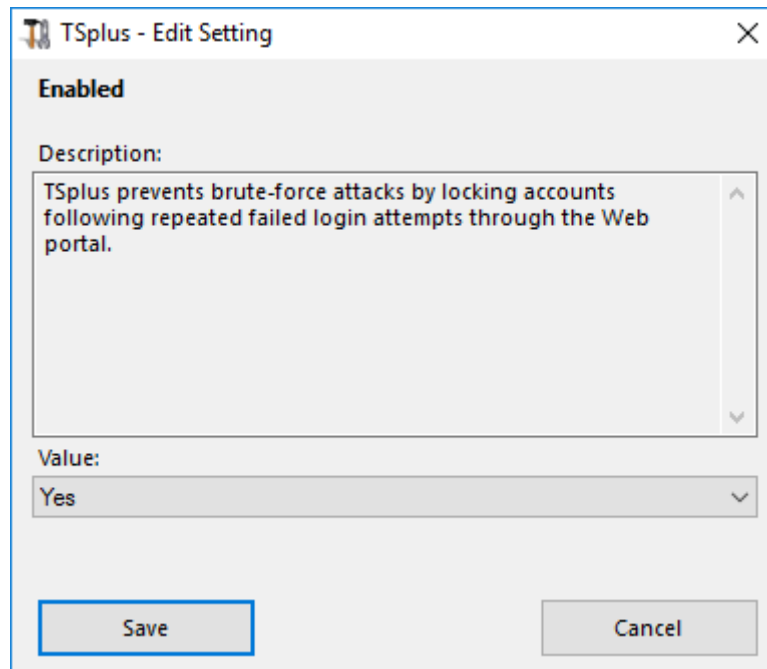 TSplus - Edit Setting
Enabled
Description:
TSplus prevents brute-force attacks by locking accounts
following repeated failed login attempts through the Web
portal.
Value:
Yes
Save
Cancel